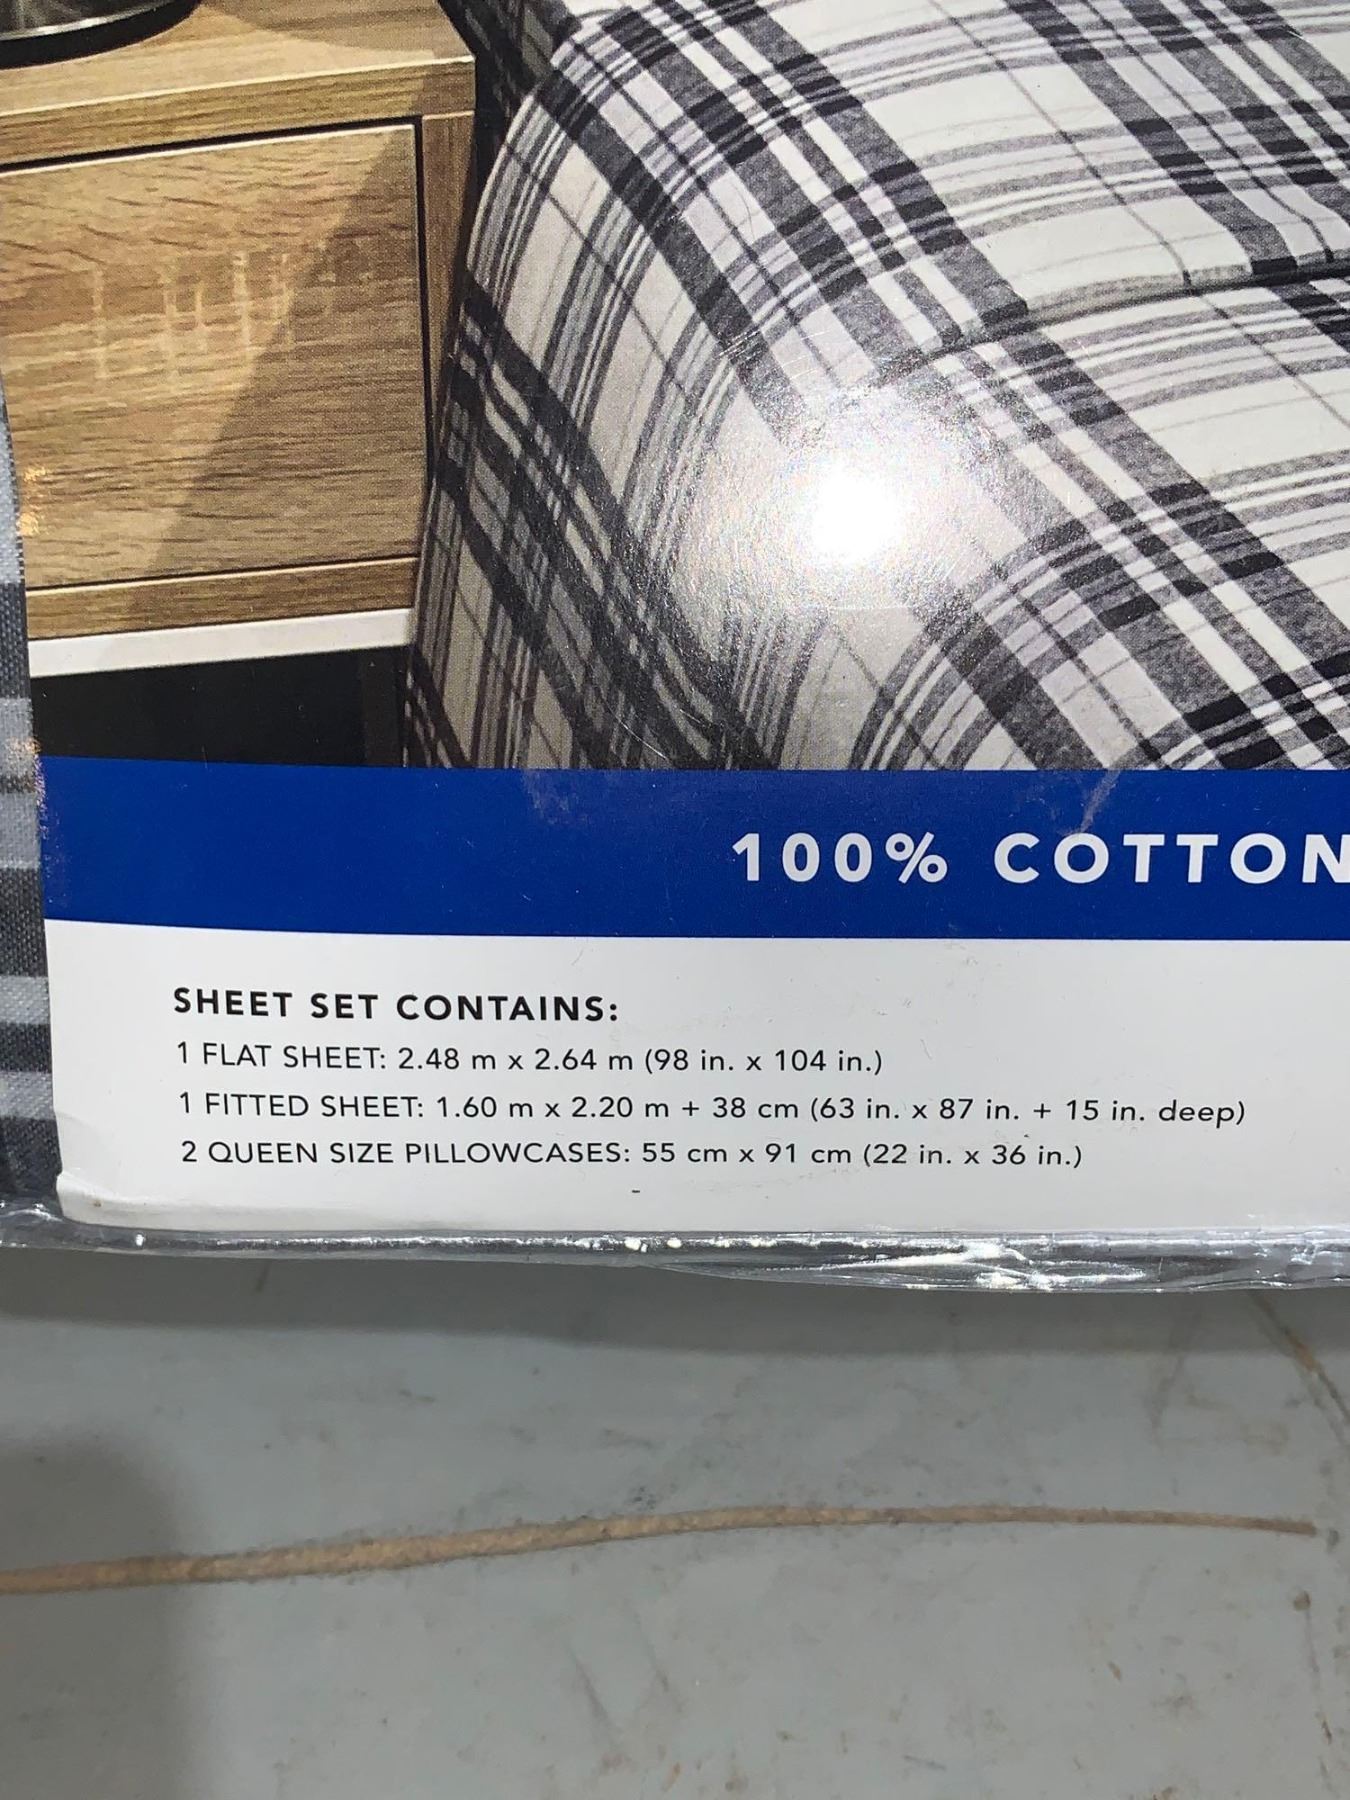 100% COTTON
SHEET SET CONTAINS:
1 FLAT SHEET: 2.48 m x 2.64 m (98 in. x 104 in.)
1 FITTED SHEET: 1.60 m x 2.20 m + 38 cm (63 in. x 87 in. + 15 in. deep)
2 QUEEN SIZE PILLOWCASES: 55 cm x 91 cm (22 in. x 36 in.)